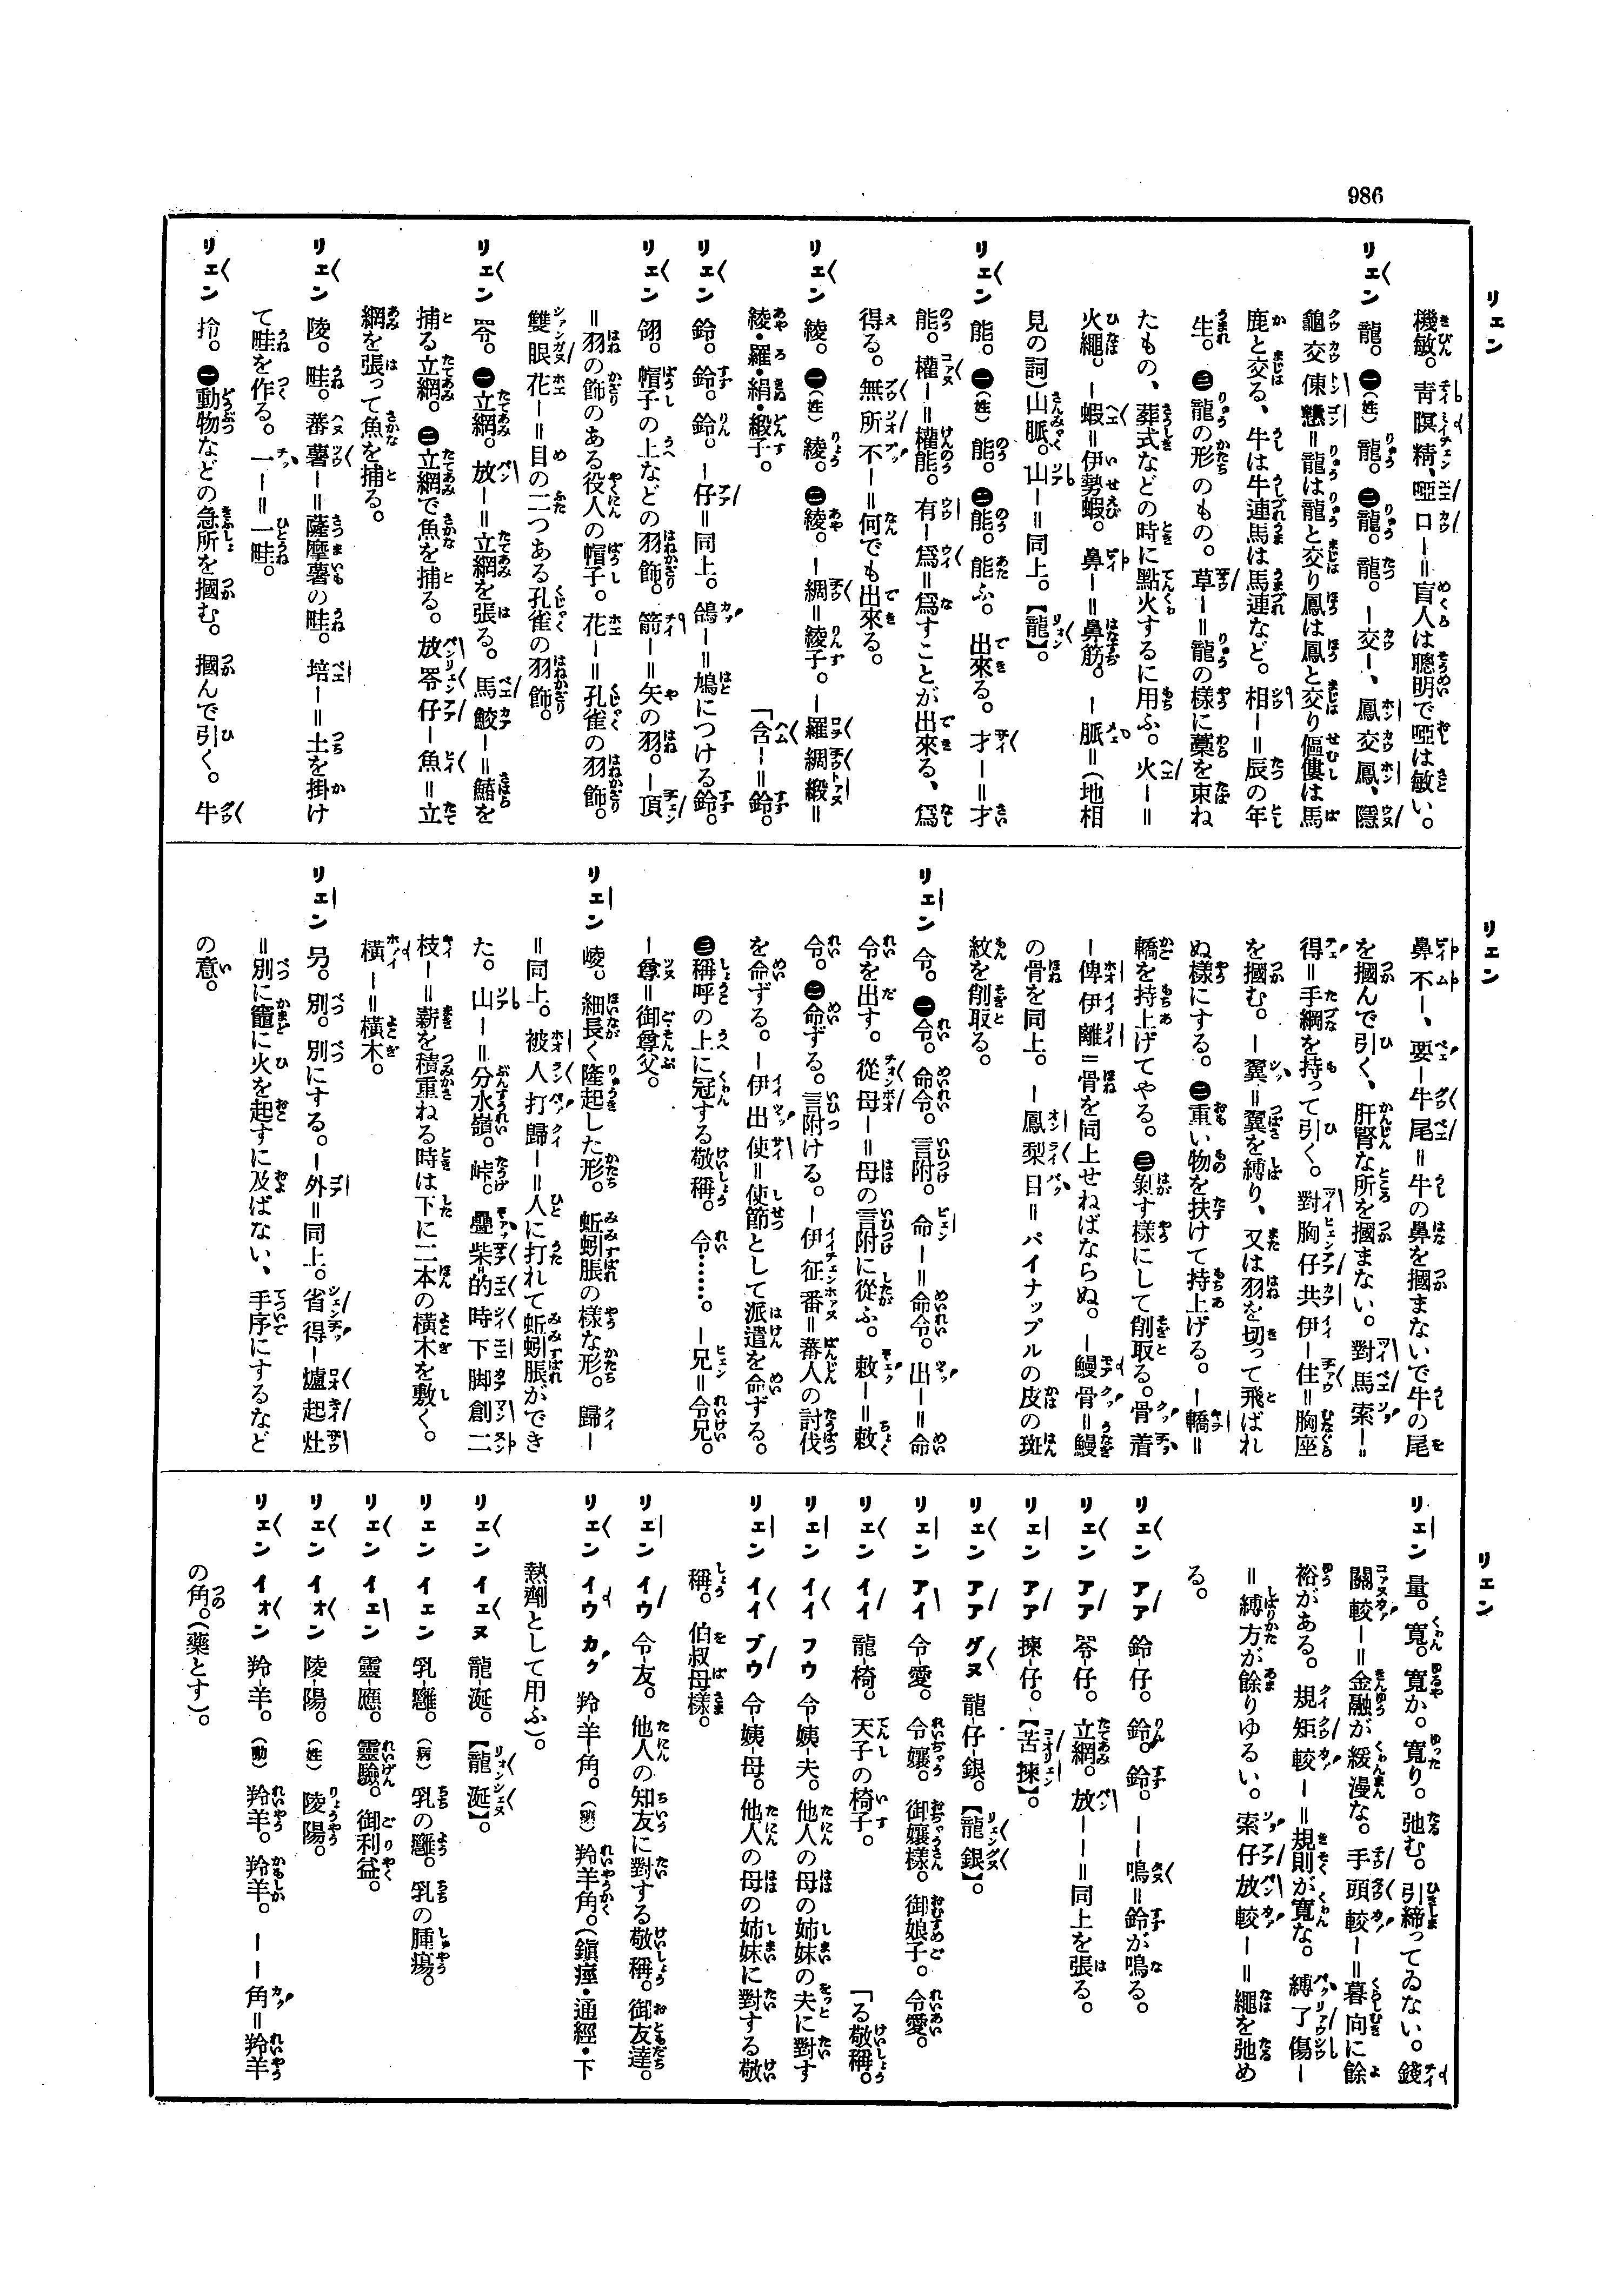 986
リェン
リェン
リェン
機敏。靑瞑精、啞口ー＝盲人は聰明で啞は敏い。
リェン 龍。㊀（姓）龍。㊁龍。龍。ー交ー、鳳交鳳、隱
龜交倲戇＝龍は龍と交り鳳は鳳と交り傴僂は馬
鹿と交る、牛は牛連馬は馬連など。相ー＝辰の年
生。㊂龍の形のもの。草ー＝龍の樣に藁を束ね
たもの、葬式などの時に點火するに用ふ。火ー＝
火繩。ー蝦＝伊勢蝦。鼻ー＝鼻筋。ー脈＝（地相
見の詞）山脈。山ー＝同上。【龍】。
リェン 能。㊀（姓）能。㊁能。能ふ。出來る。才ー＝才
能。權ー＝權能。有ー爲＝爲すことが出來る、爲
得る。無所不ー＝何でも出來る。
リェン 綾。㊀（姓）綾。㊁綾。ー綢＝綾子。ー羅綢緞＝
綾・羅・絹・緞子。 「含ー＝鈴。
リェン 鈴。鈴。鈴。ー仔＝同上。鴿ー＝鳩につける鈴。
リェン 翎。帽子の上などの羽飾。箭ー＝矢の羽。ー頂
＝羽の飾のある役人の帽子。花ー＝孔雀の羽飾。
雙眼花ー＝目の二つある孔雀の羽飾。
リェン 笭。㊀立網。放ー＝立網を張る。馬鮫ー＝鰆を
捕る立網。㊁立網で魚を捕る。放笭仔ー魚＝立
網を張って魚を捕る。
リェン 陵。畦。蕃薯ー＝薩摩薯の畦。培ー＝土を掛け
て畦を作る。一ー＝一畦。
リェン 拎。㊀動物などの急所を摑む。摑んで引く。牛
鼻不ー、要ー牛尾＝牛の鼻を摑まないで牛の尾
を摑んで引く、肝腎な所を摑まない。對馬索ー＝
得＝手綱を持って引く。對胸仔共伊ー住＝胸座
を摑む。ー翼＝翼を縛り、又は羽を切って飛ばれ
ぬ樣にする。㊁重い物を扶けて持上げる。ー轎＝
轎を持上げてやる。㊂剝す樣にして削取る。骨着
ー俾伊離＝骨を同上せねばならぬ。ー鰻骨＝鰻
の骨を同上。ー鳳梨目＝パイナップルの皮の斑
紋を削取る。
リェン 令。㊀令。命令。言附。命ー＝命令。出ー＝命
令を出す。從母ー＝母の言附に從ふ。敕ー＝敕
令。㊁命ずる。言附ける。ー伊征番＝蕃人の討伐
を命ずる。ー伊出使＝使節として派遣を命ずる。
㊂稱呼の上に冠する敬稱。令……。ー兄＝令兄。
ー尊＝御尊父。
リェン 崚。細長く隆起した形。蚯蚓脹の樣な形。歸ー
＝同上。被人打歸ー＝人に打れて蚯蚓脹ができ
た。山ー＝分水嶺。峠。疊柴的時下脚創二
枝ー＝薪を積重ねる時は下に二本の橫木を敷く。
橫ー＝橫木。
リェン 另。別。別にする。ー外＝同上。省得ー爐起灶
＝別に竈に火を起すに及ばない、手序にするなど
の意。
リェン 量。寬。寬か。寬り。弛む。引締ってゐない。錢
關較ー＝金融が緩漫な。手頭較ー＝暮向に餘
裕がある。規矩較ー＝規則が寬な。縛了傷ー
＝縛方が餘りゆるい。索仔放較ー＝繩を弛め
る。
リェン アア 鈴-仔。鈴。鈴。ーー鳴＝鈴が鳴る。
リェン アア 笭-仔。立網。放ーー＝同上を張る。
リェン アア 揀-仔。【苦揀】。
リェン アア グヌ 龍-仔-銀。【龍銀】。
リェン アイ 令-愛。令孃。御孃樣。御娘子。令愛。
リェン イイ 龍-椅。天子の椅子。 「る敬稱。
リェン イイ フウ 令-姨-夫。他人の母の姉妹の夫に對す
リェン イイ ブウ 令-姨-母。他人の母の姉妹に對する敬
稱。伯叔母樣。
リェン イウ 令-友。他人の知友に對する敬稱。御友達。
リェン イウ カク 羚-羊-角。（藥）羚羊角。（鎭痙・通經・下
熱劑として用ふ）。
リェン イェヌ 龍-涎。【龍涎】。
リェン イェン 乳-癰。（病）乳の癰。乳の腫瘍。
リェン イェン 靈-應。靈驗。御利益。
リェン イォン 陵-陽。（姓）陵陽。
リェン イォン 羚-羊。（動）羚羊。羚羊。ーー角＝羚羊
の角。（藥とす）。